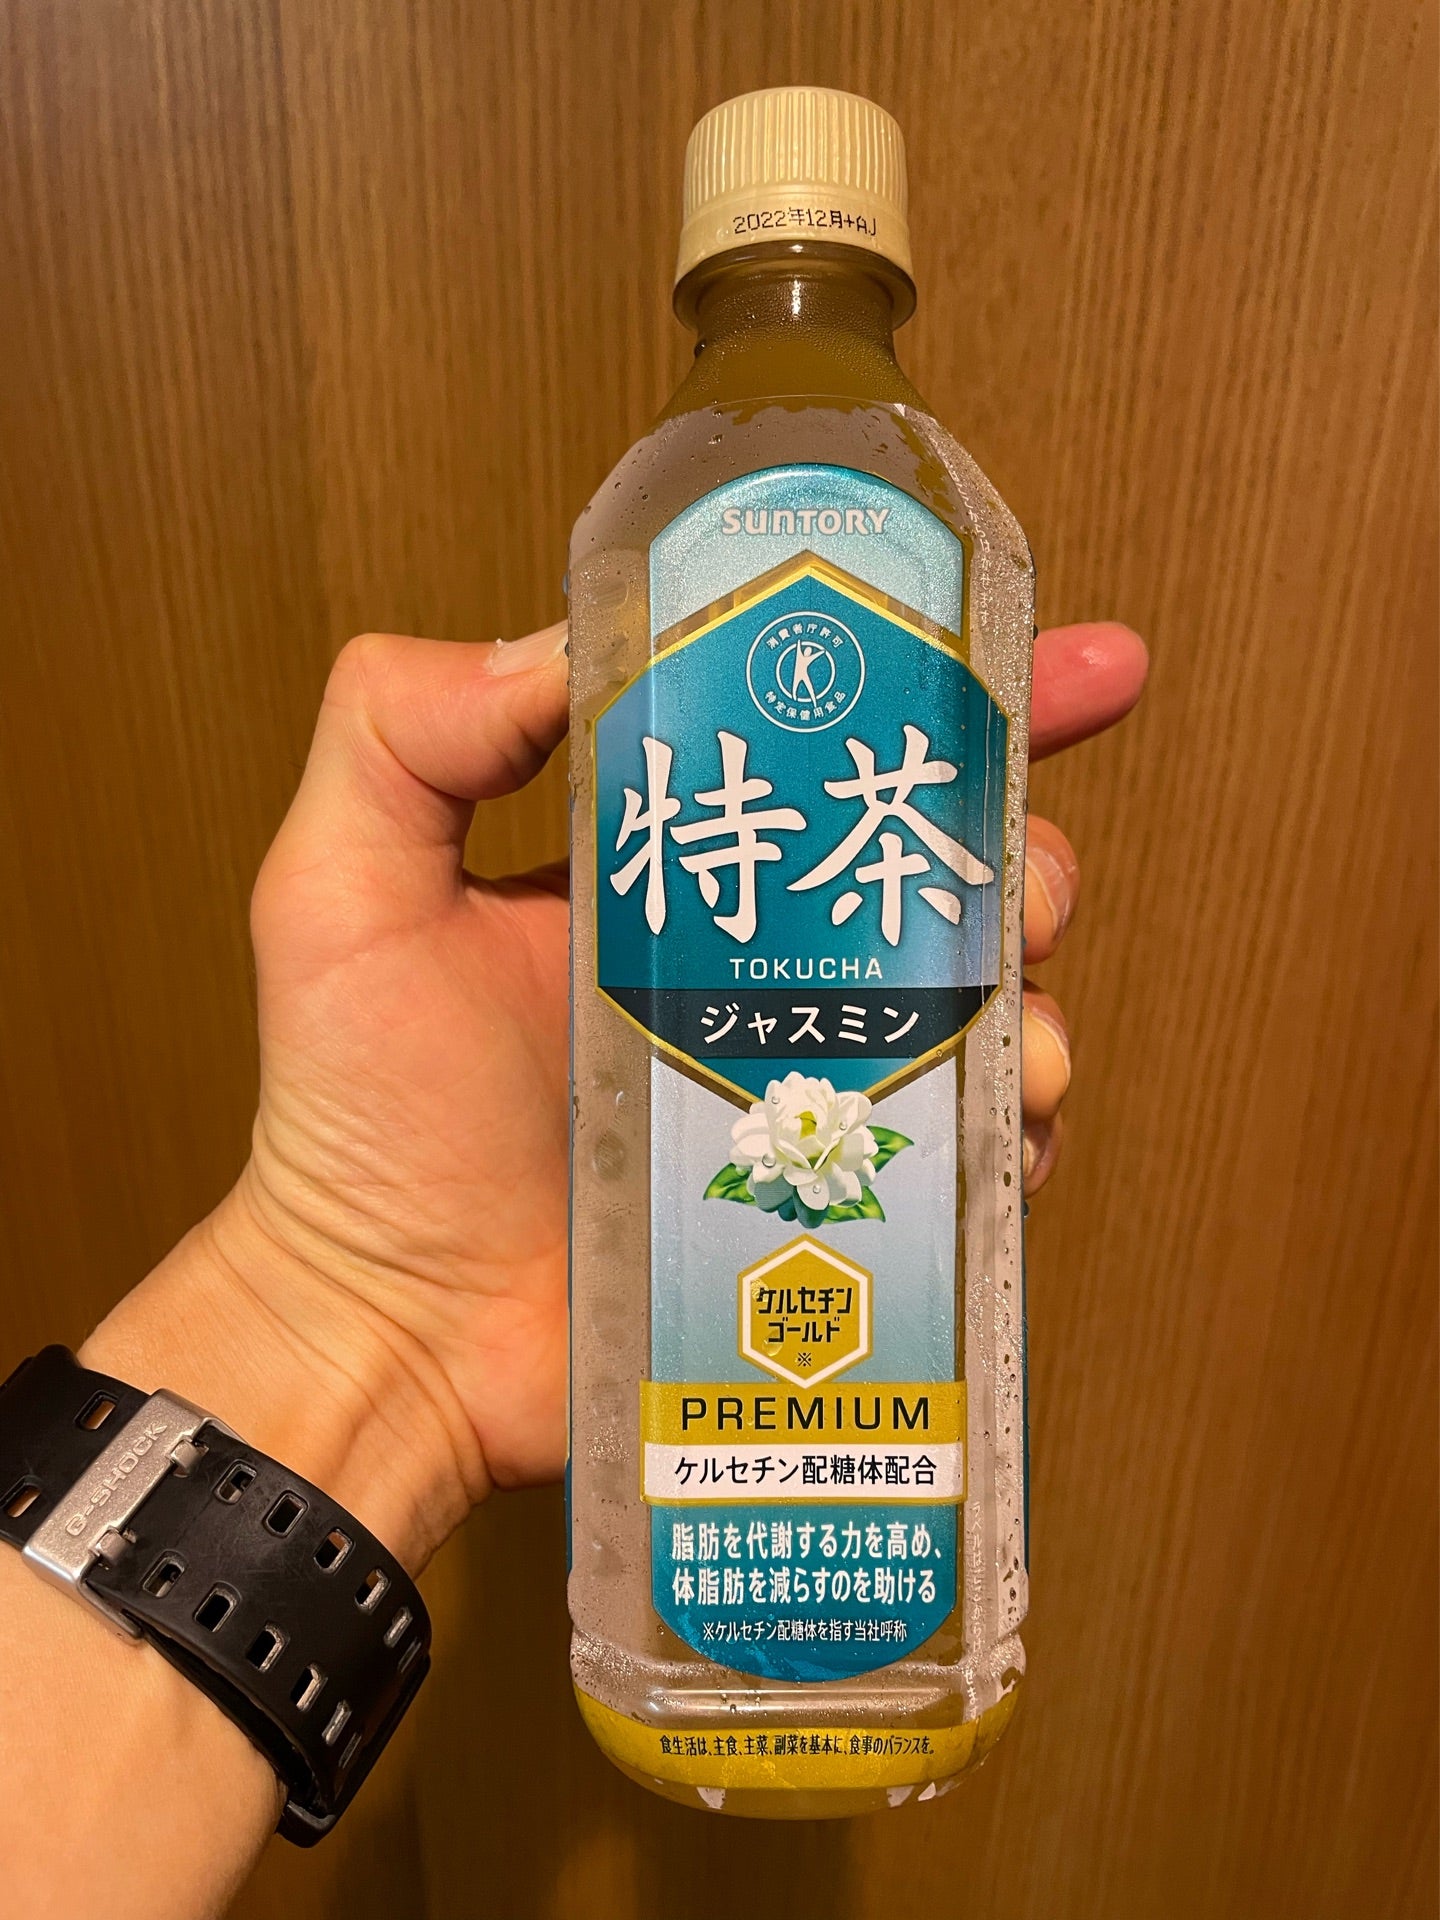 2022年12月+AJ
SUNTORY
消費者庁許可
特定保健用食品
特茶
TOKUCHA
ジャスミン
ケルセチン
ゴールド
※
PREMIUM
ケルセチン配糖体配合
脂肪を代謝する力を高め、
体脂肪を減らすのを助ける
※ケルセチン配糖体を指す当社呼称
食生活は、主食、主菜、副菜を基本に、食事のバランスを。
G-SHOCK